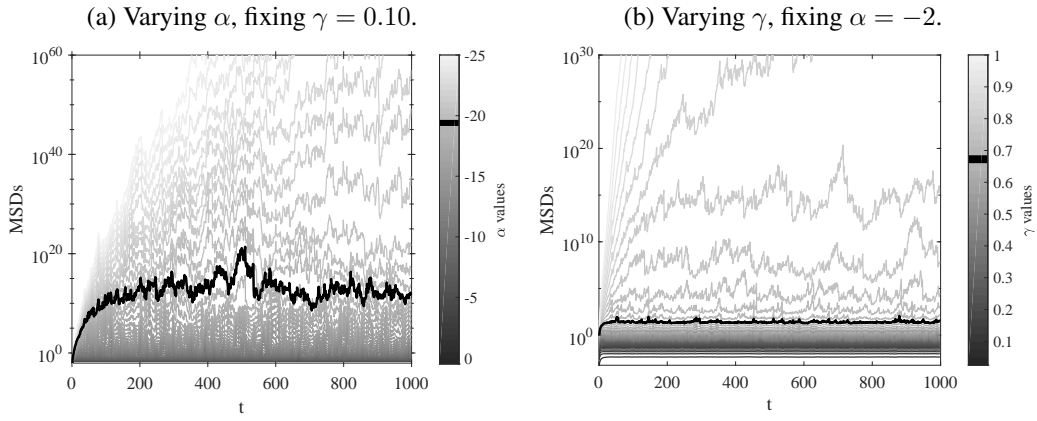 (a) Varying α, fixing γ = 0.10.
10^60
10^40
10^20
10^0
MSDs
0 200 400 600 800 1000
t
-25
-20
-15
-10
-5
0
α values
(b) Varying γ, fixing α = −2.
10^30
10^20
10^10
10^0
MSDs
0 200 400 600 800 1000
t
1
0.9
0.8
0.7
0.6
0.5
0.4
0.3
0.2
0.1
γ values